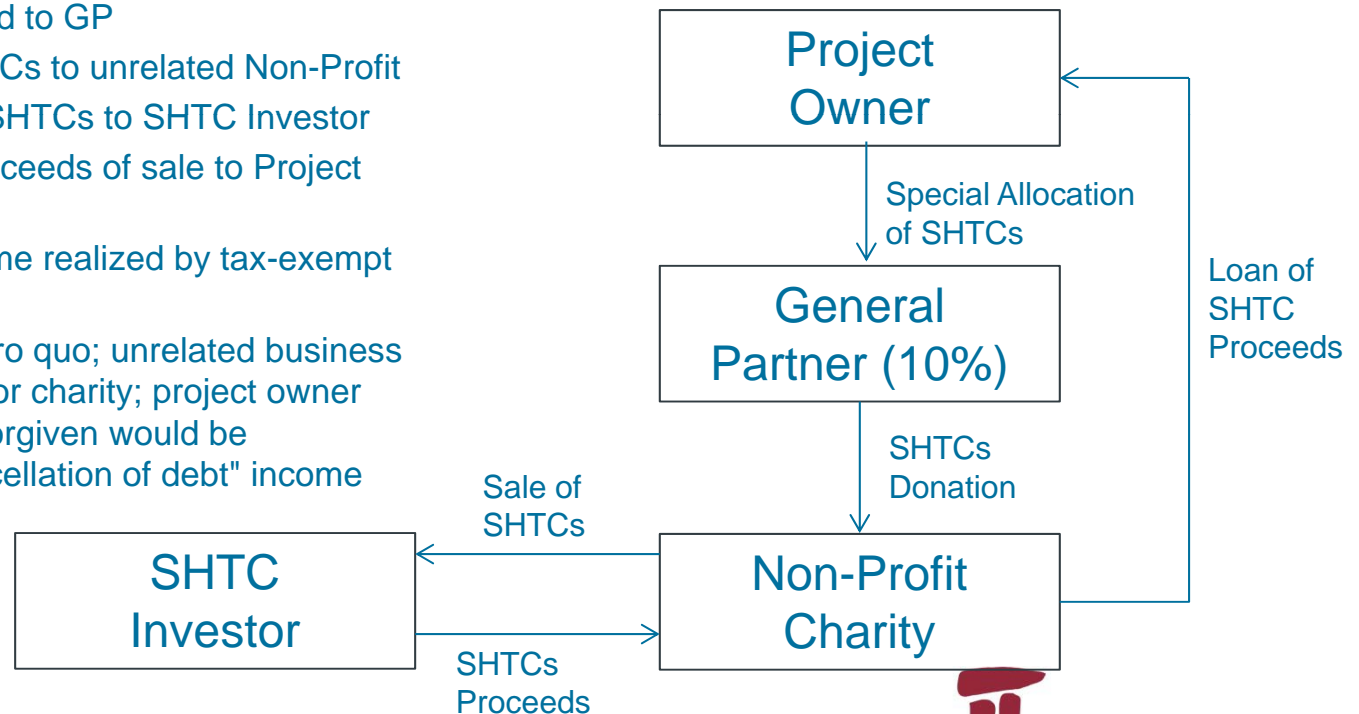 d to GP
Cs to unrelated Non-Profit
SHTCs to SHTC Investor
ceeds of sale to Project
me realized by tax-exempt
ro quo; unrelated business
or charity; project owner
orgiven would be
cellation of debt" income
Project
Owner
Special Allocation
of SHTCs
General
Partner (10%)
Loan of
SHTC
Proceeds
SHTCs
Donation
Sale of
SHTCs
SHTC
Investor
Non-Profit
Charity
SHTCs
Proceeds